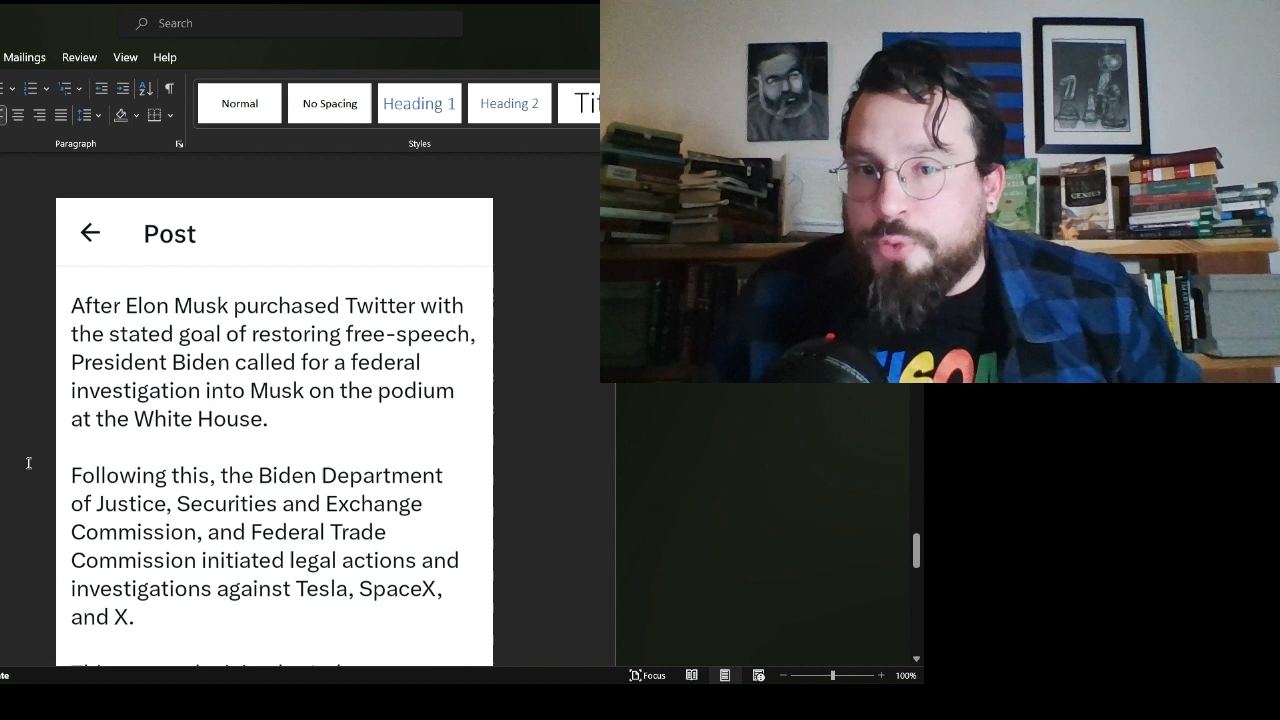 Search
Mailings Review View Help
Normal
No Spacing
Heading 1
Heading 2
Paragraph
Styles
Post
After Elon Musk purchased Twitter with
the stated goal of restoring free-speech,
President Biden called for a federal
investigation into Musk on the podium
at the White House.
Following this, the Biden Department
of Justice, Securities and Exchange
Commission, and Federal Trade
Commission initiated legal actions and
investigations against Tesla, SpaceX,
and X.
Focus
100%